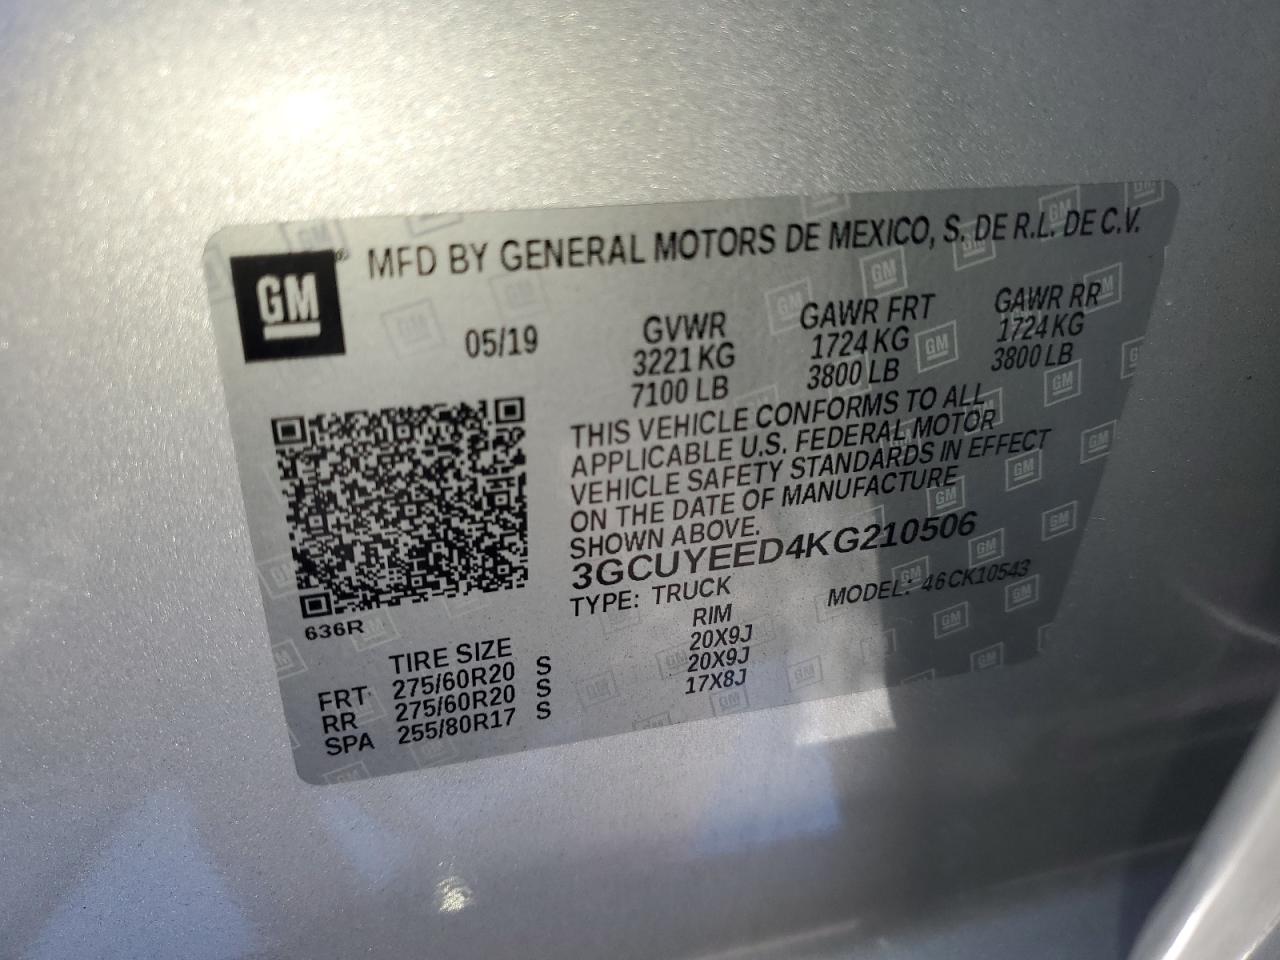 GM
MFD BY GENERAL MOTORS DE MEXICO, S. DE R.L. DE C.V.
05/19
GVWR
3221 KG
7100 LB
GAWR FRT
1724 KG
3800 LB
GAWR RR
1724 KG
3800 LB
THIS VEHICLE CONFORMS TO ALL
APPLICABLE U.S. FEDERAL MOTOR
VEHICLE SAFETY STANDARDS IN EFFECT
ON THE DATE OF MANUFACTURE
SHOWN ABOVE.
3GCUYEED4KG210506
TYPE: TRUCK
MODEL: 46CK10543
636R
TIRE SIZE
RIM
FRT 275/60R20 S 20X9J
RR 275/60R20 S 20X9J
SPA 255/80R17 S 17X8J